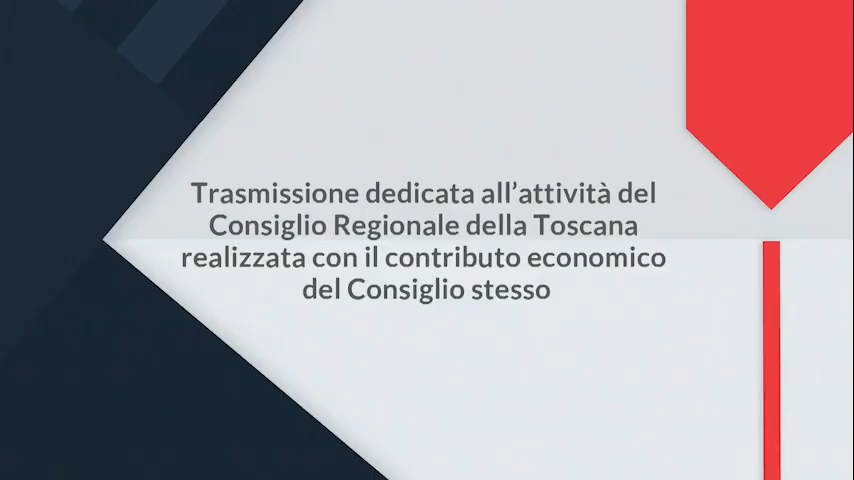 Trasmissione dedicata all’attività del
Consiglio Regionale della Toscana
realizzata con il contributo economico
del Consiglio stesso